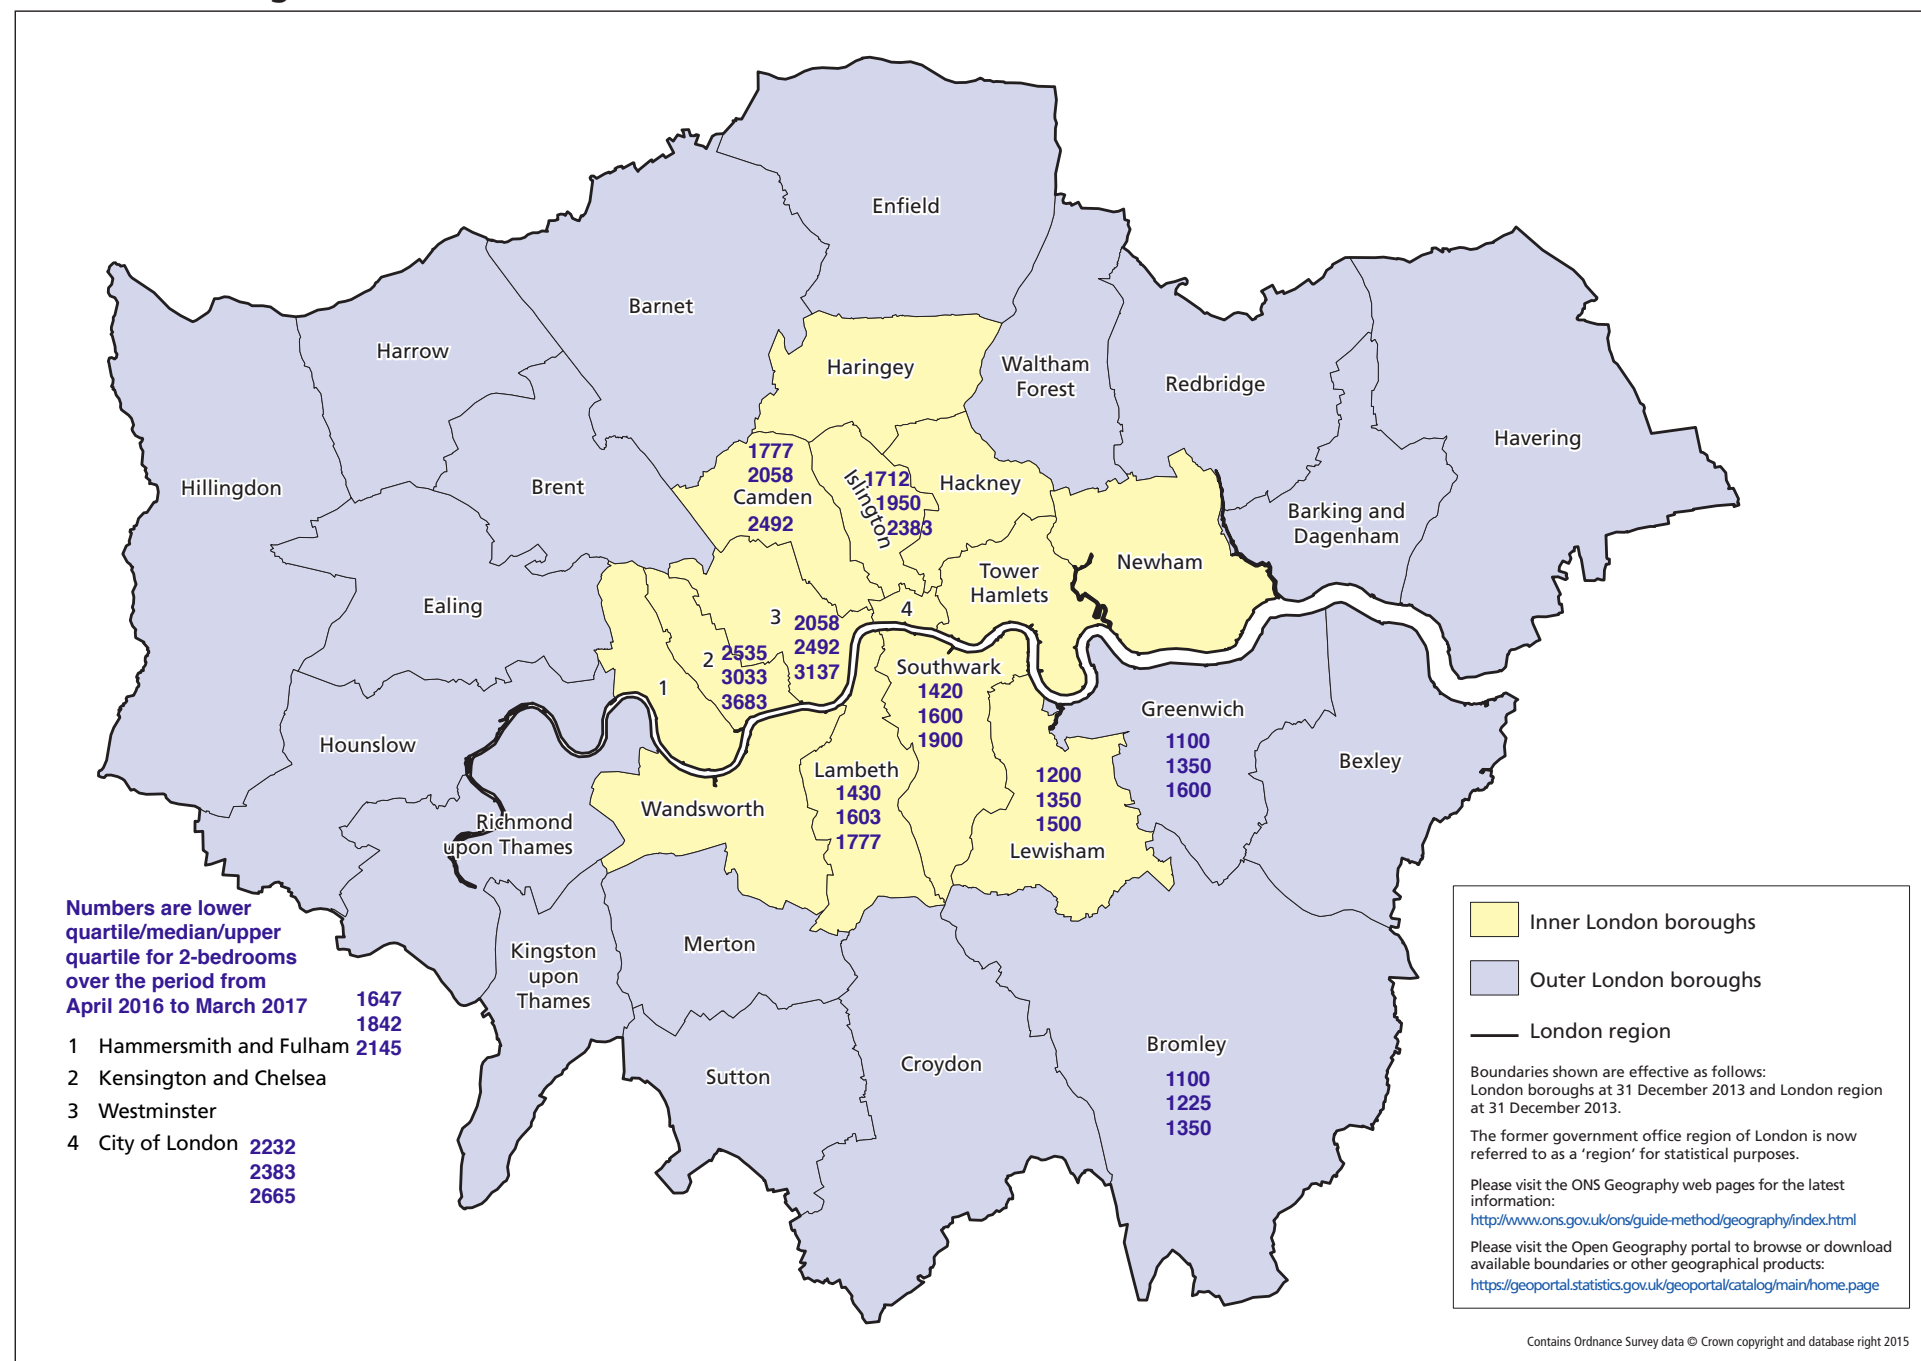 Enfield
Barnet
Harrow
Haringey
Waltham
Forest
Redbridge
Havering
Hillingdon
Brent
1777
2058
Camden
2492
Islington
1712
1950
2383
Hackney
Barking and
Dagenham
Newham
Tower
Hamlets
Ealing
3
2058
2492
3137
4
2
2535
3033
3683
1
Southwark
1420
1600
1900
Greenwich
1100
1350
1600
Hounslow
Bexley
Lambeth
1430
1603
1777
1200
1350
1500
Lewisham
Wandsworth
Richmond
upon Thames
Merton
Kingston
upon
Thames
Sutton
Croydon
Bromley
1100
1225
1350
Numbers are lower
quartile/median/upper
quartile for 2-bedrooms
over the period from
April 2016 to March 2017
1647
1842
2145
1 Hammersmith and Fulham
2 Kensington and Chelsea
3 Westminster
4 City of London
2232
2383
2665
Inner London boroughs
Outer London boroughs
London region
Boundaries shown are effective as follows:
London boroughs at 31 December 2013 and London region
at 31 December 2013.
The former government office region of London is now
referred to as a ‘region’ for statistical purposes.
Please visit the ONS Geography web pages for the latest
information:
http://www.ons.gov.uk/ons/guide-method/geography/index.html
Please visit the Open Geography portal to browse or download
available boundaries or other geographical products:
https://geoportal.statistics.gov.uk/geoportal/catalog/main/home.page
Contains Ordnance Survey data © Crown copyright and database right 2015